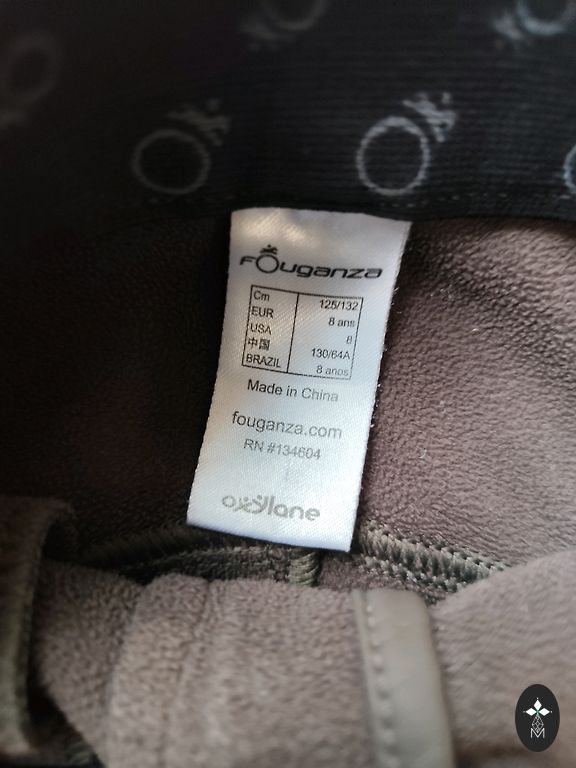 FOuganza
Cm 125/132
EUR 8 ans
USA 8
中国 130/64A
BRAZIL 8 anos
Made in China
fouganza.com
RN #134604
oxylane
M